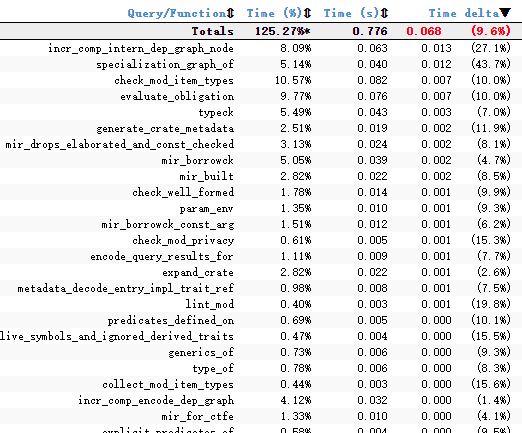 Query/Function⬍ Time (%)⬍ Time (s)⬍ Time delta▼
Totals 125.27%* 0.776 0.068 (9.6%)
incr_comp_intern_dep_graph_node 8.09% 0.063 0.013 (27.1%)
specialization_graph_of 5.14% 0.040 0.012 (43.7%)
check_mod_item_types 10.57% 0.082 0.007 (10.0%)
evaluate_obligation 9.77% 0.076 0.007 (10.0%)
typeck 5.49% 0.043 0.003 (7.0%)
generate_crate_metadata 2.51% 0.019 0.002 (11.9%)
mir_drops_elaborated_and_const_checked 3.13% 0.024 0.002 (8.1%)
mir_borrowck 5.05% 0.039 0.002 (4.7%)
mir_built 2.82% 0.022 0.002 (8.5%)
check_well_formed 1.78% 0.014 0.001 (9.9%)
param_env 1.35% 0.010 0.001 (9.3%)
mir_borrowck_const_arg 1.51% 0.012 0.001 (6.2%)
check_mod_privacy 0.61% 0.005 0.001 (15.3%)
encode_query_results_for 1.11% 0.009 0.001 (7.7%)
expand_crate 2.82% 0.022 0.001 (2.6%)
metadata_decode_entry_impl_trait_ref 0.98% 0.008 0.001 (7.5%)
lint_mod 0.40% 0.003 0.001 (19.8%)
predicates_defined_on 0.69% 0.005 0.000 (10.1%)
live_symbols_and_ignored_derived_traits 0.47% 0.004 0.000 (15.5%)
generics_of 0.73% 0.006 0.000 (9.3%)
type_of 0.78% 0.006 0.000 (8.3%)
collect_mod_item_types 0.44% 0.003 0.000 (15.6%)
incr_comp_encode_dep_graph 4.12% 0.032 0.000 (1.4%)
mir_for_ctfe 1.33% 0.010 0.000 (4.1%)
explicit_predicates_of 0.58% 0.004 0.000 (9.5%)